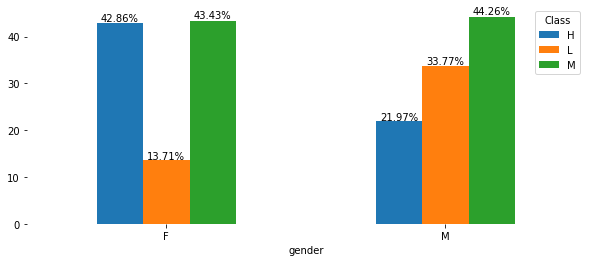 Class
H
L
M
40
30
20
10
0
42.86%
13.71%
43.43%
21.97%
33.77%
44.26%
F
M
gender